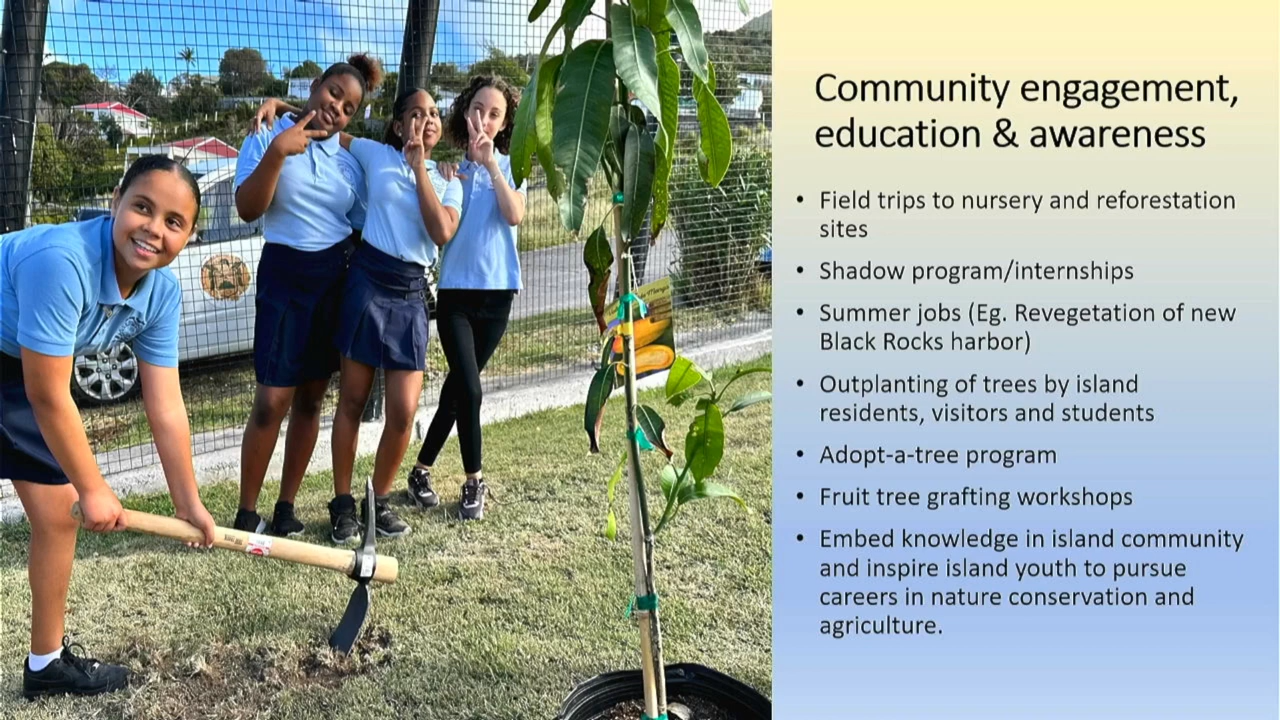 Community engagement,
education & awareness
• Field trips to nursery and reforestation
sites
• Shadow program/internships
• Summer jobs (Eg. Revegetation of new
Black Rocks harbor)
• Outplanting of trees by island
residents, visitors and students
• Adopt-a-tree program
• Fruit tree grafting workshops
• Embed knowledge in island community
and inspire island youth to pursue
careers in nature conservation and
agriculture.